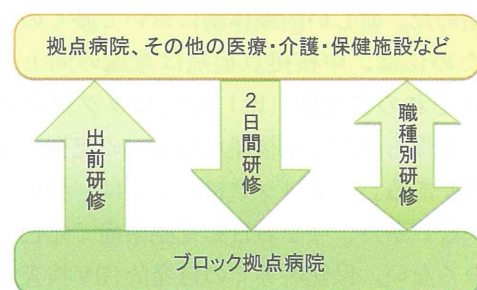 拠点病院、その他の医療・介護・保健施設など
出前研修
2日間研修
職種別研修
ブロック拠点病院